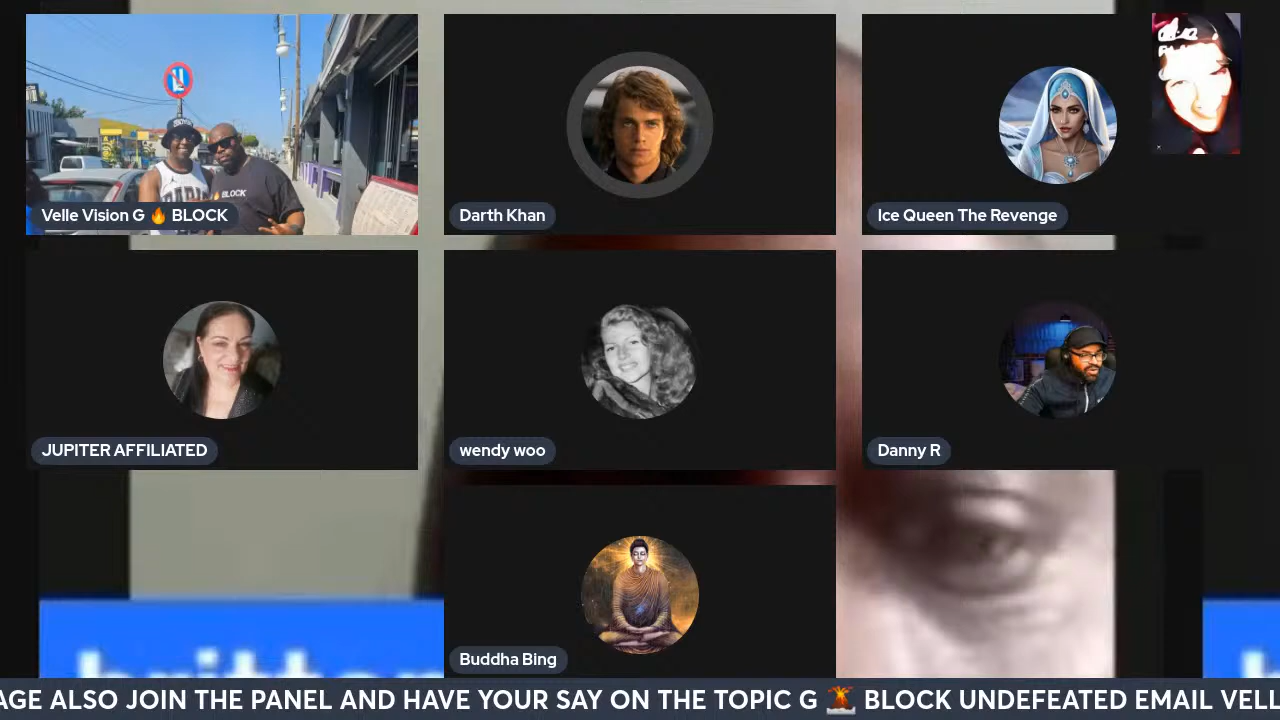 BLOCK
Velle Vision G 🔥 BLOCK
Darth Khan
Ice Queen The Revenge
JUPITER AFFILIATED
wendy woo
Danny R
Buddha Bing
AGE ALSO JOIN THE PANEL AND HAVE YOUR SAY ON THE TOPIC G 🌋 BLOCK UNDEFEATED EMAIL VELL